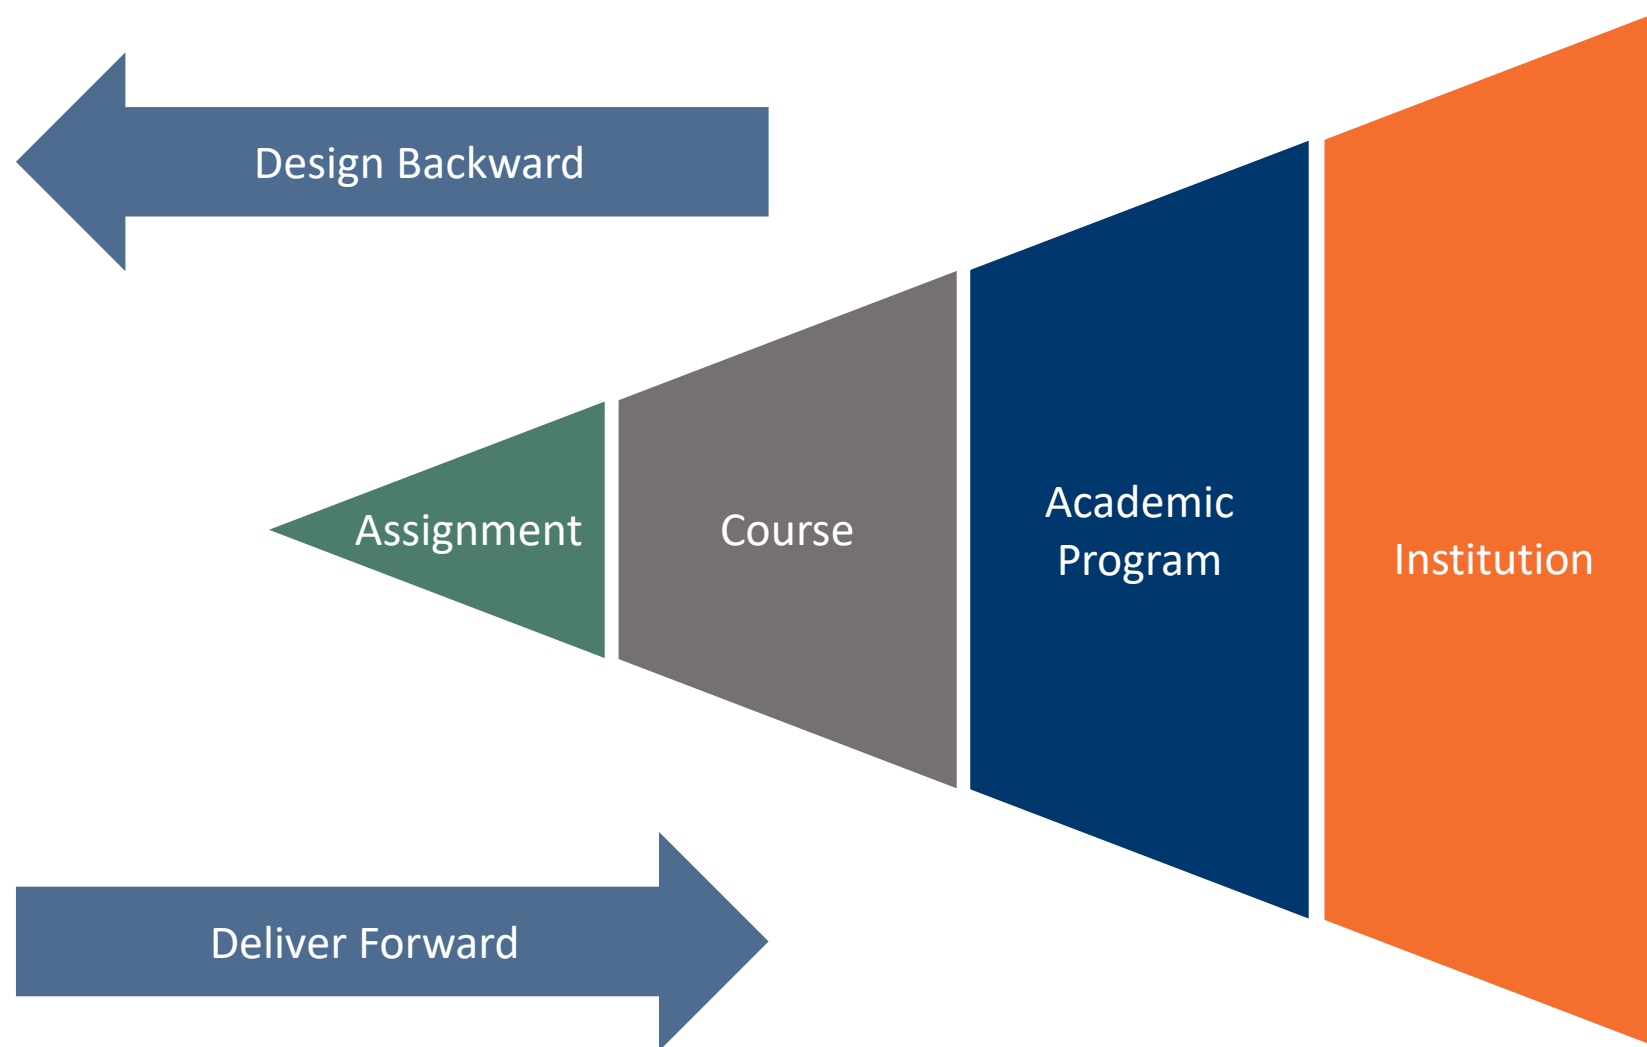 Design Backward
Assignment
Course
Academic
Program
Institution
Deliver Forward